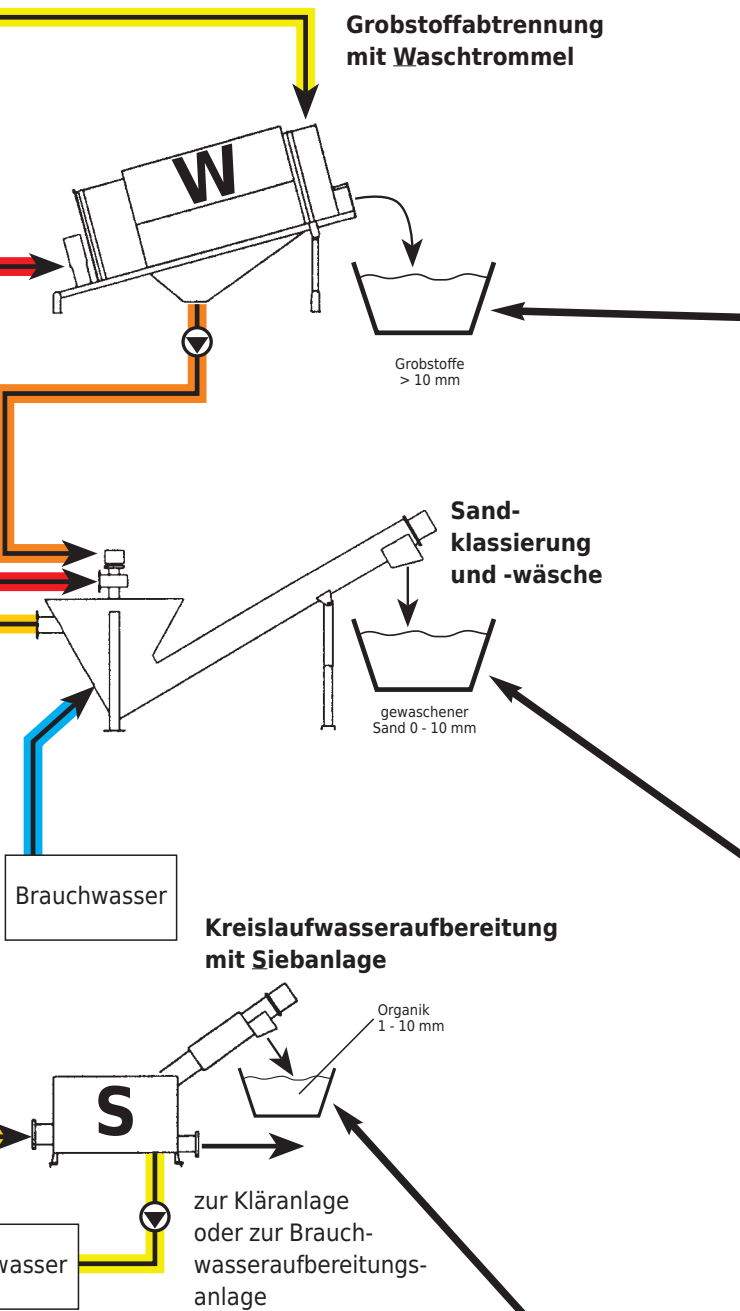 Grobstoffabtrennung
mit Waschtrommel
W
Grobstoffe
> 10 mm
Sand-
klassierung
und -wäsche
gewaschener
Sand 0 - 10 mm
Brauchwasser
Kreislaufwasseraufbereitung
mit Siebanlage
Organik
1 - 10 mm
S
zur Kläranlage
oder zur Brauch-
wasseraufbereitungs-
anlage
wasser